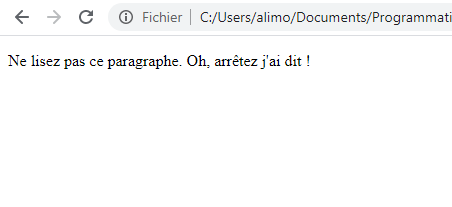 Fichier C:/Users/alimo/Documents/Programmati
Ne lisez pas ce paragraphe. Oh, arrêtez j'ai dit !